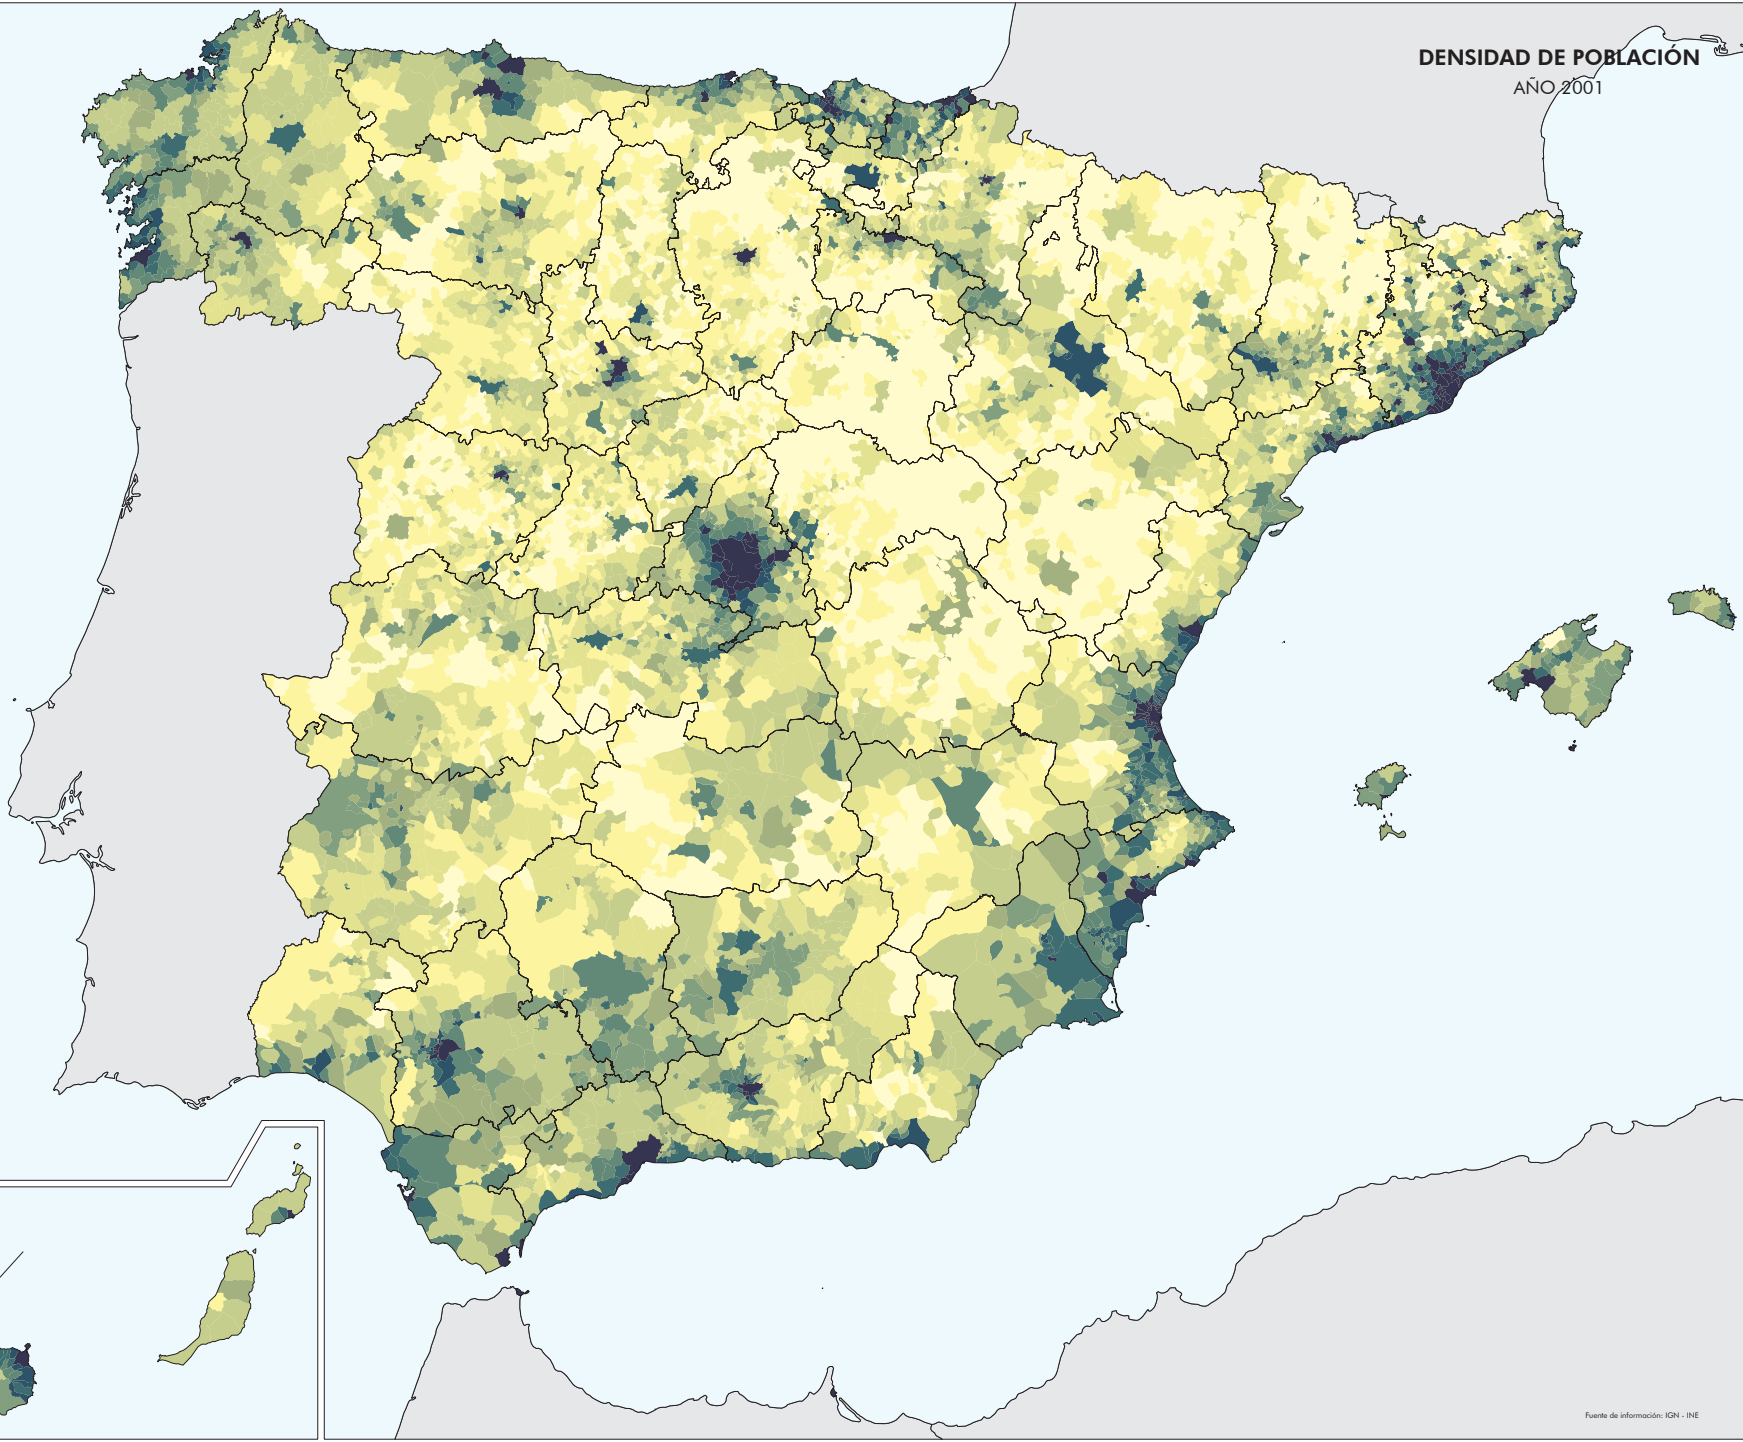 DENSIDAD DE POBLACIÓN
AÑO 2001
Fuente de información: IGN - INE